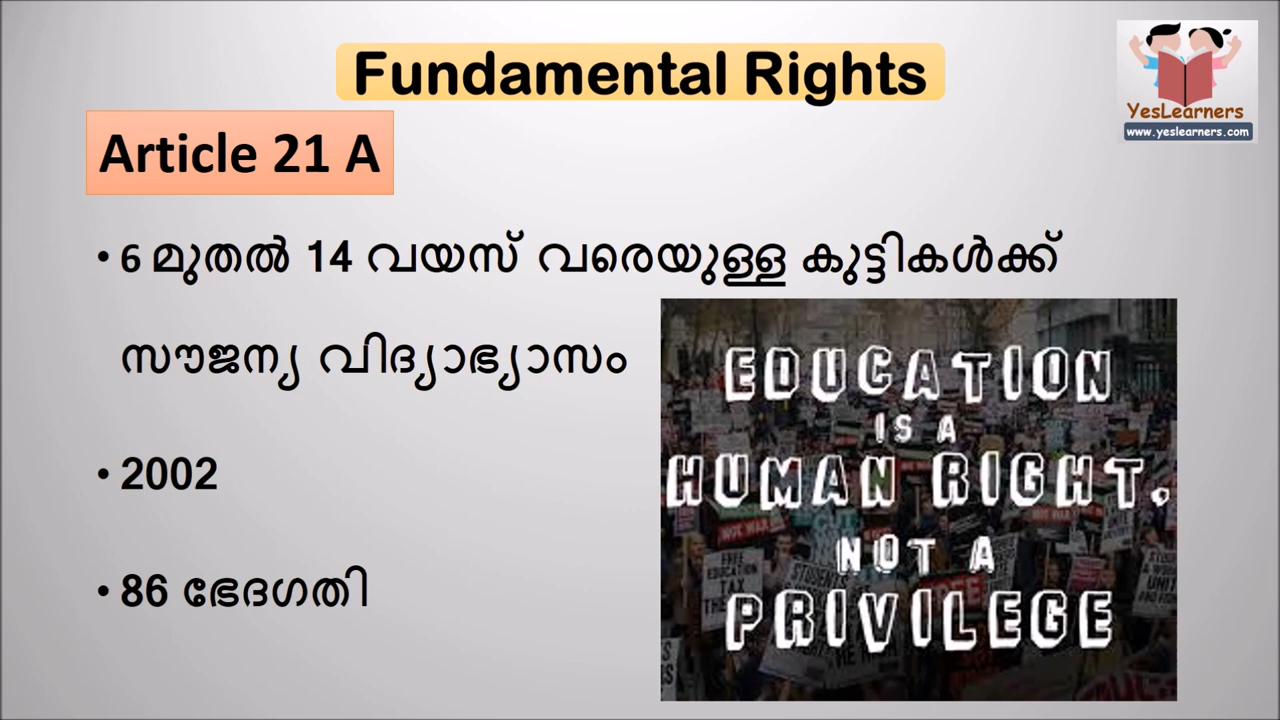 Fundamental Rights
YesLearners
www.yeslearners.com
Article 21 A
• 6 മുതൽ 14 വയസ് വരെയുള്ള കുട്ടികൾക്ക്
സൗജന്യ വിദ്യാഭ്യാസം
• 2002
• 86 ഭേദഗതി
EDUCATION
IS A
HUMAN RIGHT.
NOT A
PRIVILEGE